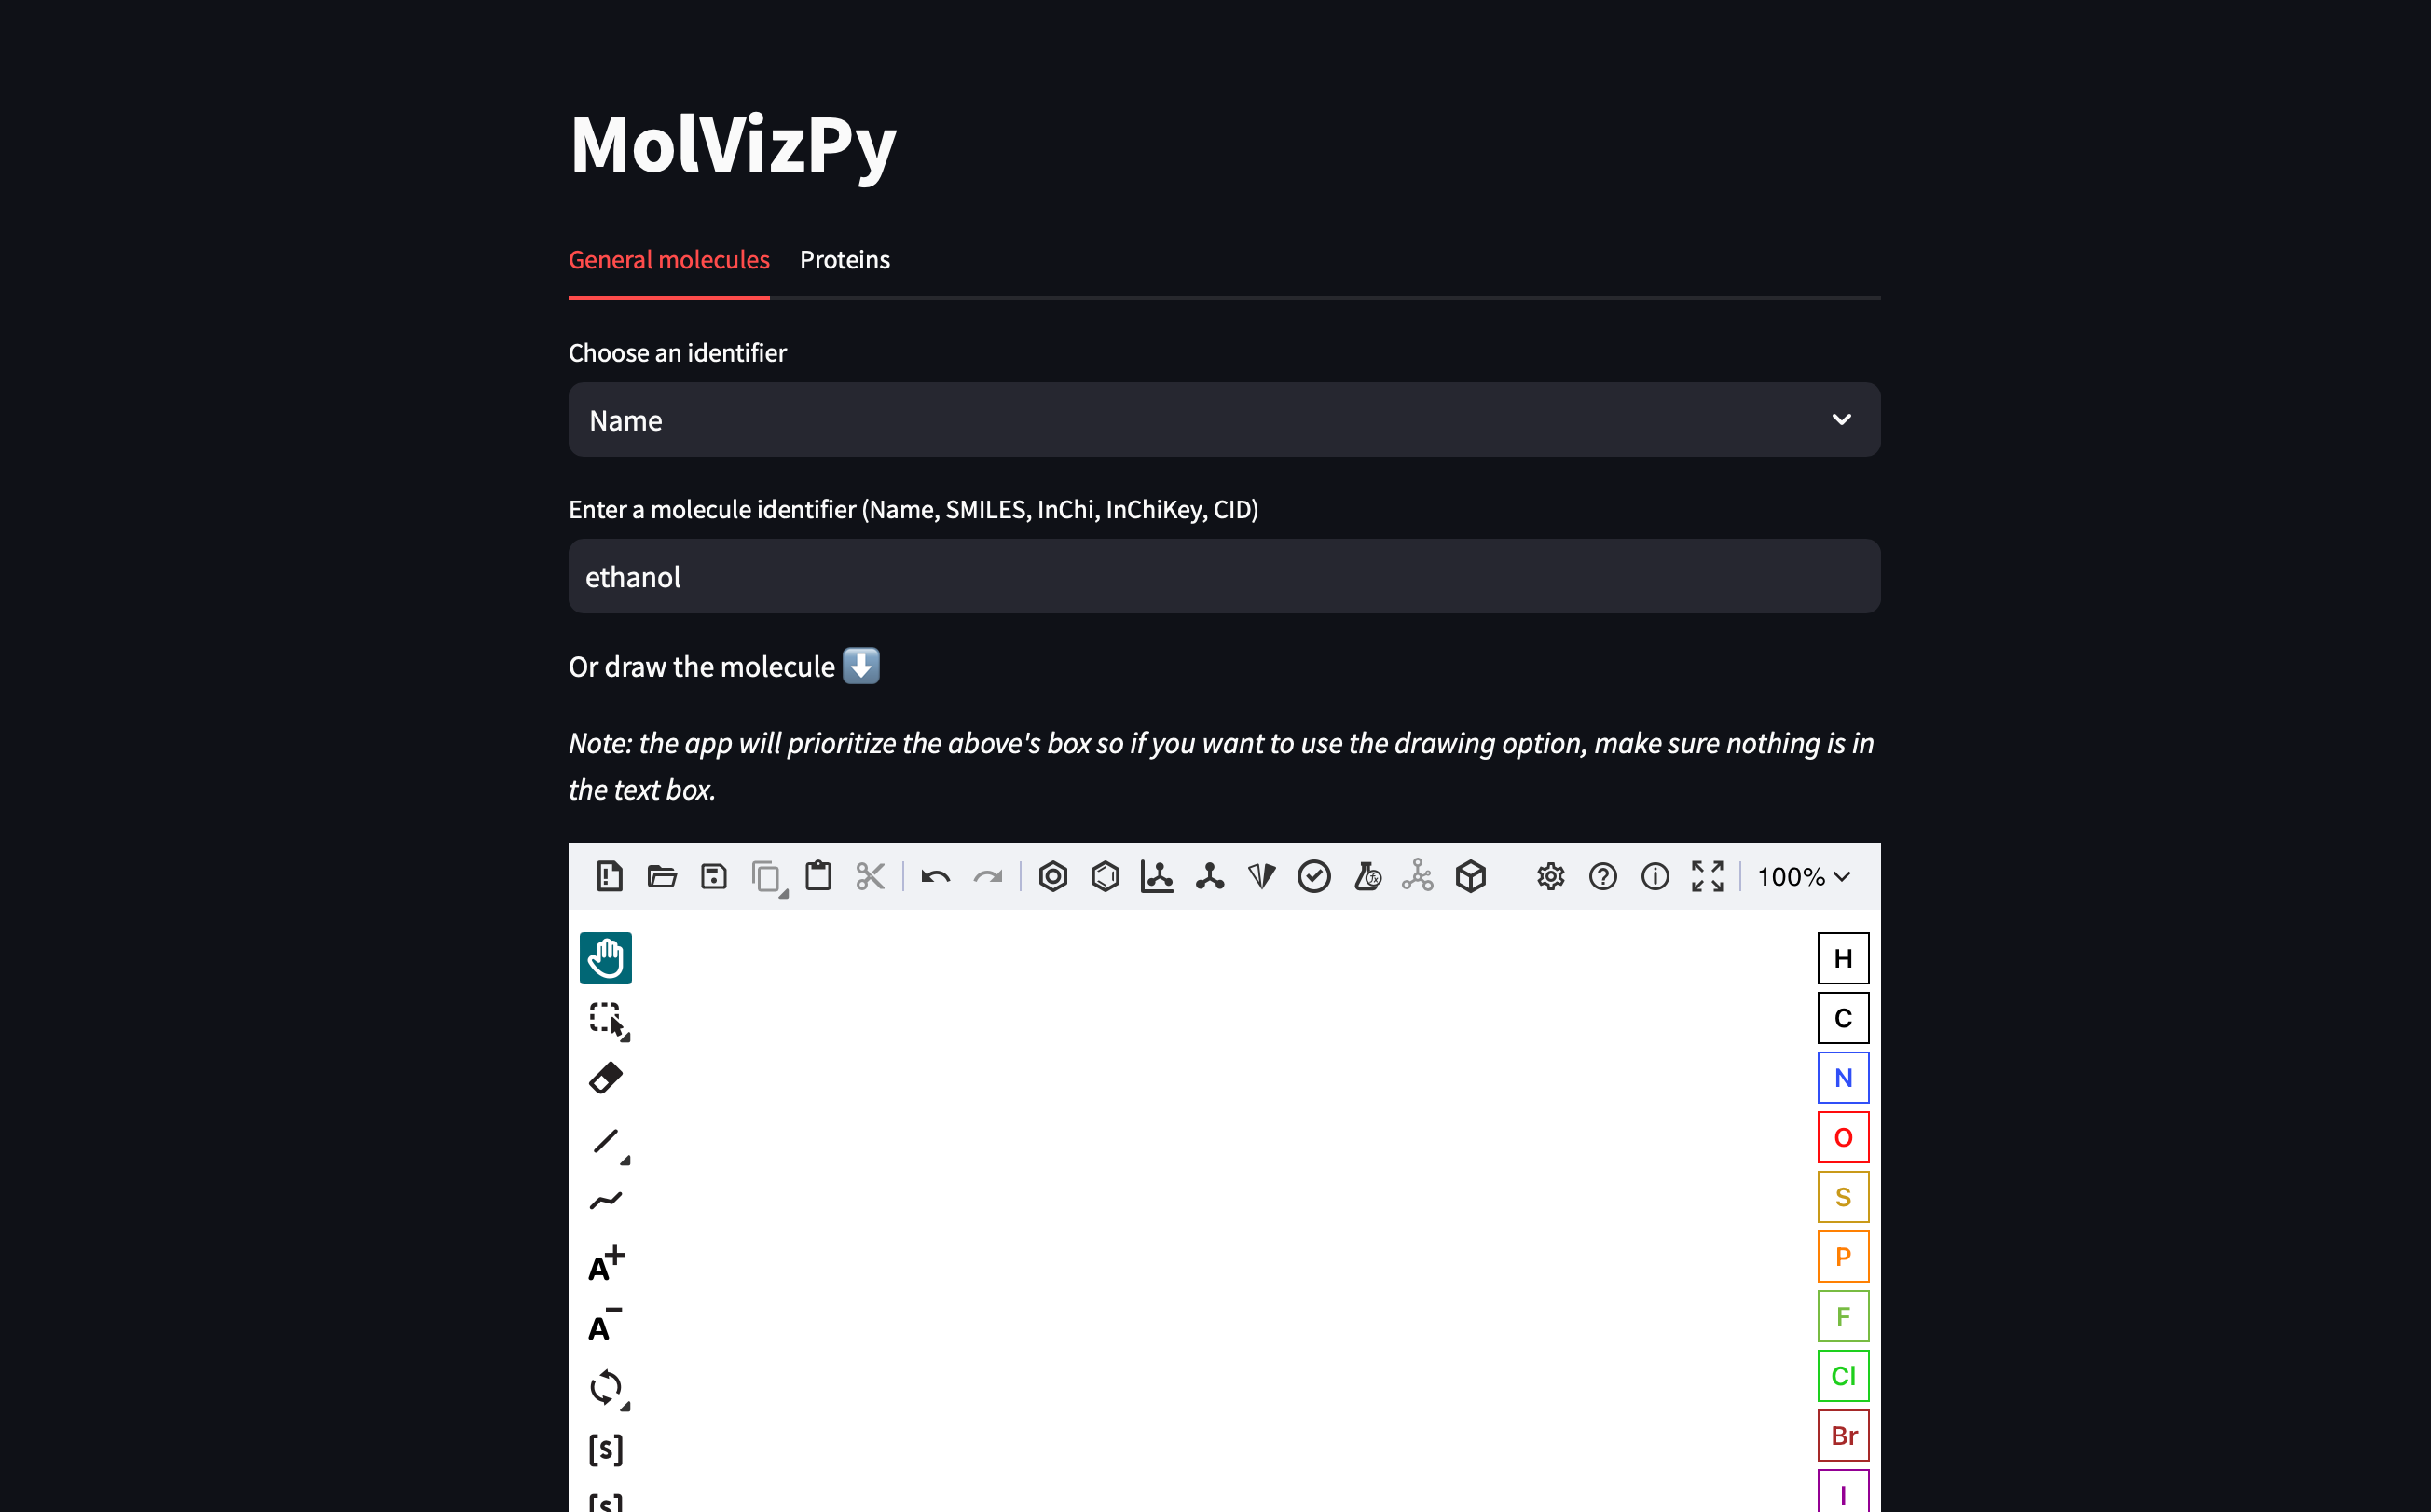 MolVizPy
General molecules Proteins
Choose an identifier
Name
Enter a molecule identifier (Name, SMILES, InChi, InChiKey, CID)
ethanol
Or draw the molecule
Note: the app will prioritize the above's box so if you want to use the drawing option, make sure nothing is in
the text box.
100%
H
C
N
O
S
P
A+
F
A-
Cl
Br
[S]
I
[S]